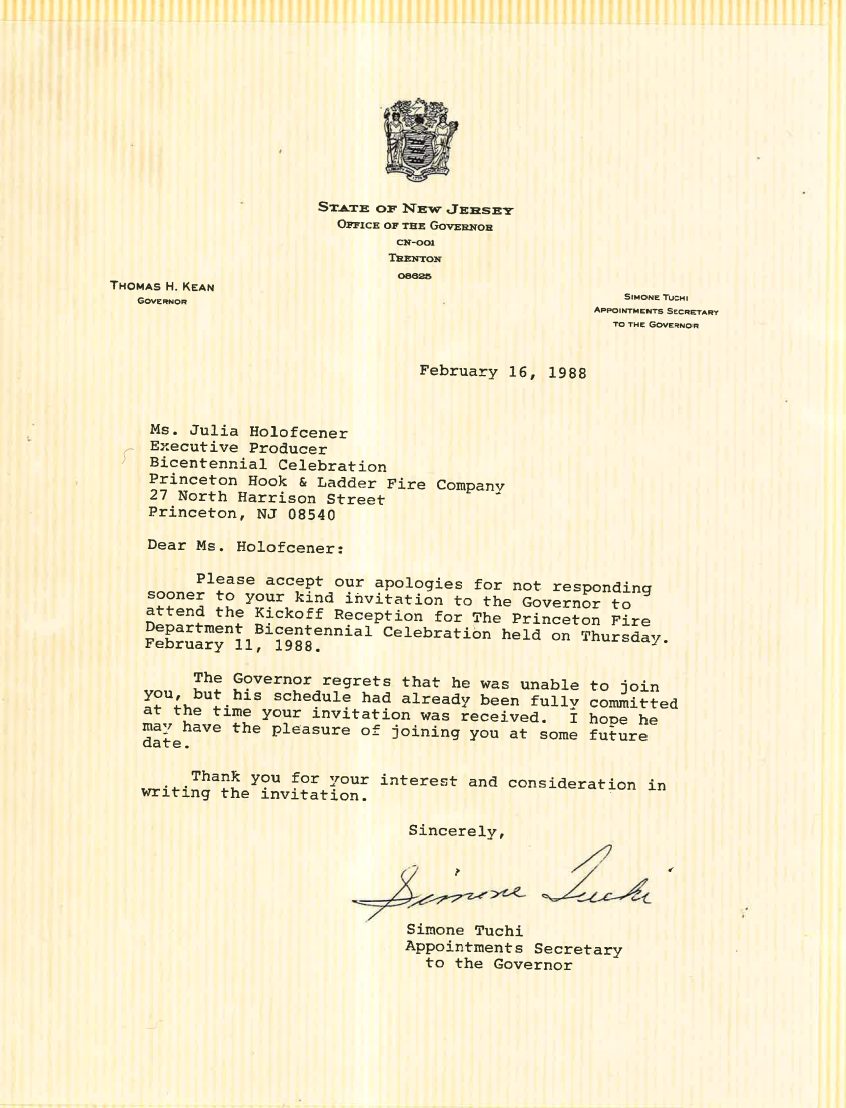 STATE OF NEW JERSEY
OFFICE OF THE GOVERNOR
CN-001
TRENTON
08625
THOMAS H. KEAN
GOVERNOR
SIMONE TUCHI
APPOINTMENTS SECRETARY
TO THE GOVERNOR
February 16, 1988
Ms. Julia Holofcener
Executive Producer
Bicentennial Celebration
Princeton Hook & Ladder Fire Company
27 North Harrison Street
Princeton, NJ 08540
Dear Ms. Holofcener:
Please accept our apologies for not responding
sooner to your kind invitation to the Governor to
attend the Kickoff Reception for The Princeton Fire
Department Bicentennial Celebration held on Thursday.
February 11, 1988.
The Governor regrets that he was unable to join
you, but his schedule had already been fully committed
at the time your invitation was received. I hope he
may have the pleasure of joining you at some future
date.
Thank you for your interest and consideration in
writing the invitation.
Sincerely,
Simone Tuchi
Simone Tuchi
Appointments Secretary
to the Governor